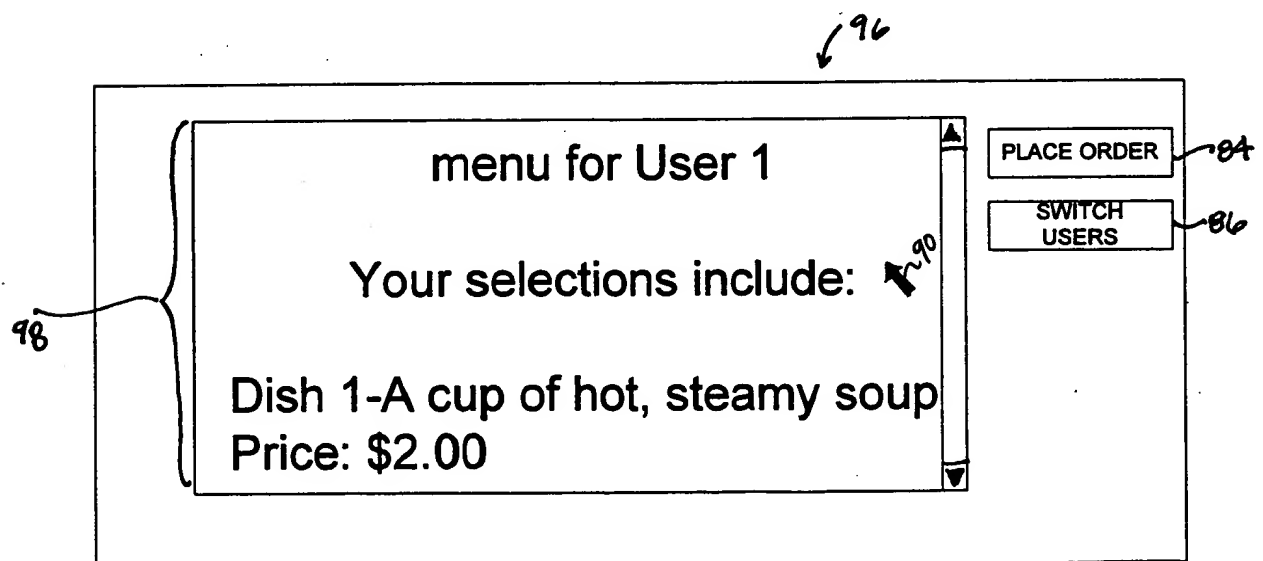 96
menu for User 1
PLACE ORDER
84
SWITCH
USERS
86
90
Your selections include:
98
Dish 1-A cup of hot, steamy soup
Price: $2.00